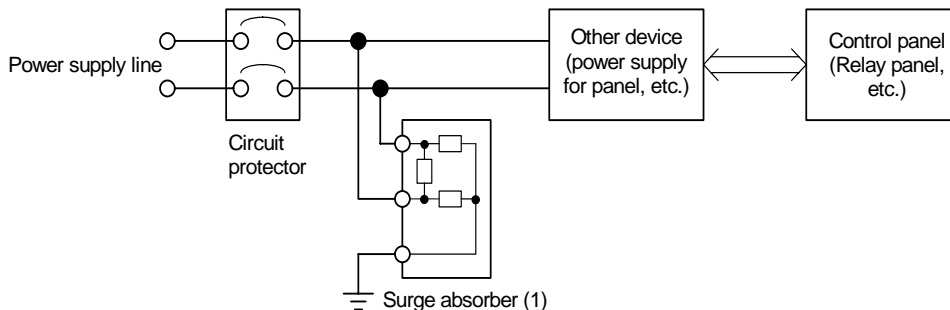 Power supply line
Circuit
protector
Other device
(power supply
for panel, etc.)
Control panel
(Relay panel,
etc.)
Surge absorber (1)